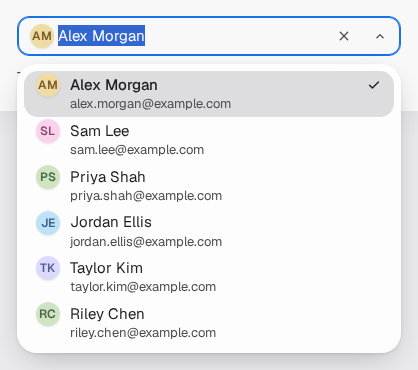 AM Alex Morgan
AM Alex Morgan
alex.morgan@example.com
SL Sam Lee
sam.lee@example.com
PS Priya Shah
priya.shah@example.com
JE Jordan Ellis
jordan.ellis@example.com
TK Taylor Kim
taylor.kim@example.com
RC Riley Chen
riley.chen@example.com